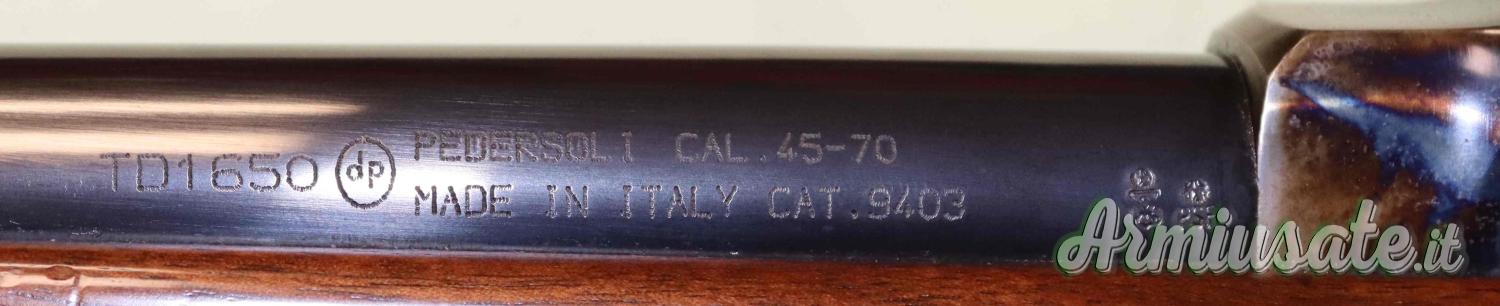 TD1650 dp PEDERSOLI CAL.45-70
MADE IN ITALY CAT.9403
Armiusate.it